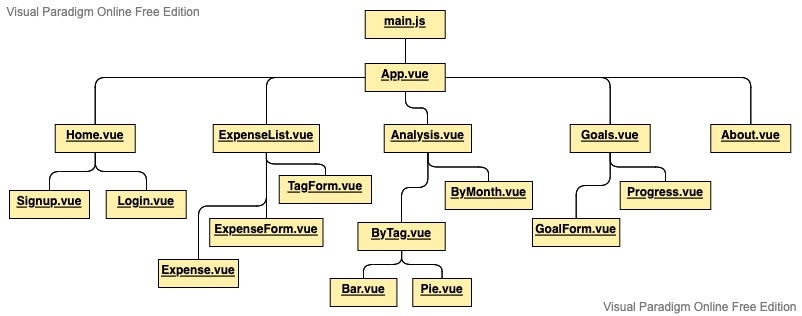 Visual Paradigm Online Free Edition
main.js
App.vue
Home.vue
ExpenseList.vue
Analysis.vue
Goals.vue
About.vue
Signup.vue
Login.vue
TagForm.vue
ByMonth.vue
Progress.vue
ExpenseForm.vue
ByTag.vue
GoalForm.vue
Expense.vue
Bar.vue
Pie.vue
Visual Paradigm Online Free Edition